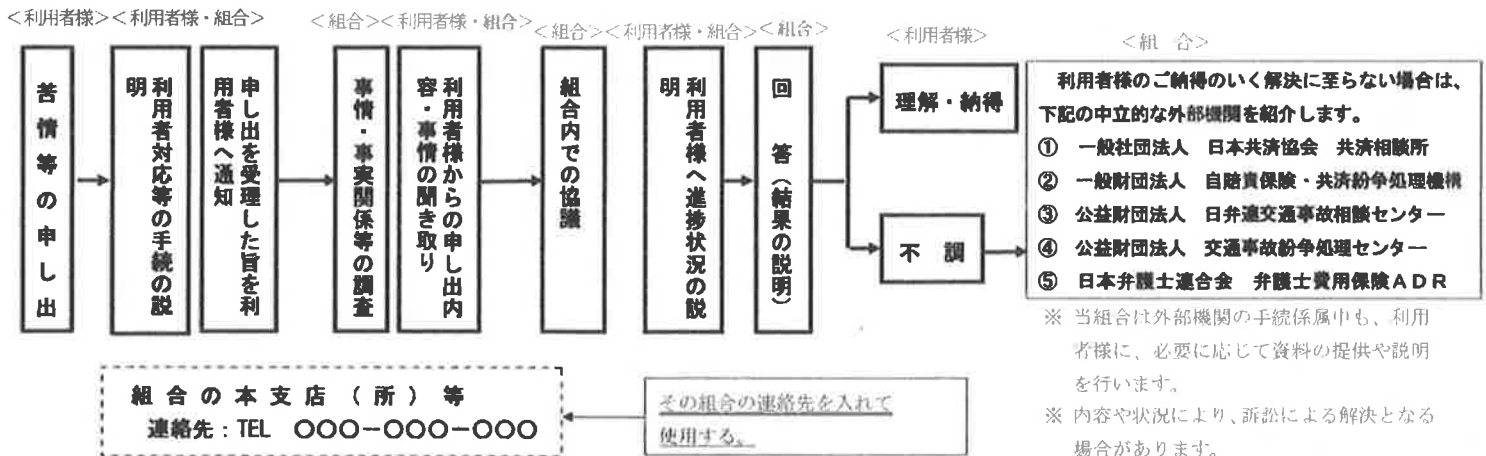 <利用者様>
<利用者様・組合>
<組合>
<利用者様・組合>
<組合>
<利用者様・組合>
<組合>
<利用者様>
<組 合>
苦情等の申し出
利用者対応等の手続の説
明
申し出を受理した旨を利
用者様へ通知
事情・事実関係等の調査
利用者様からの申し出内
容・事情の聞き取り
組合内での協議
利用者様へ進捗状況の説
明
回 答(結果の説明)
理解・納得
不 調
利用者様のご納得のいく解決に至らない場合は、
下記の中立的な外部機関を紹介します。
① 一般社団法人 日本共済協会 共済相談所
② 一般財団法人 自賠責保険・共済紛争処理機構
③ 公益財団法人 日弁連交通事故相談センター
④ 公益財団法人 交通事故紛争処理センター
⑤ 日本弁護士連合会 弁護士費用保険ADR
※ 当組合は外部機関の手続係属中も、利用
者様に、必要に応じて資料の提供や説明
を行います。
※ 内容や状況により、訴訟による解決となる
場合があります。
組合の本支店(所)等
連絡先:TEL 〇〇〇-〇〇〇-〇〇〇
その組合の連絡先を入れて
使用する。